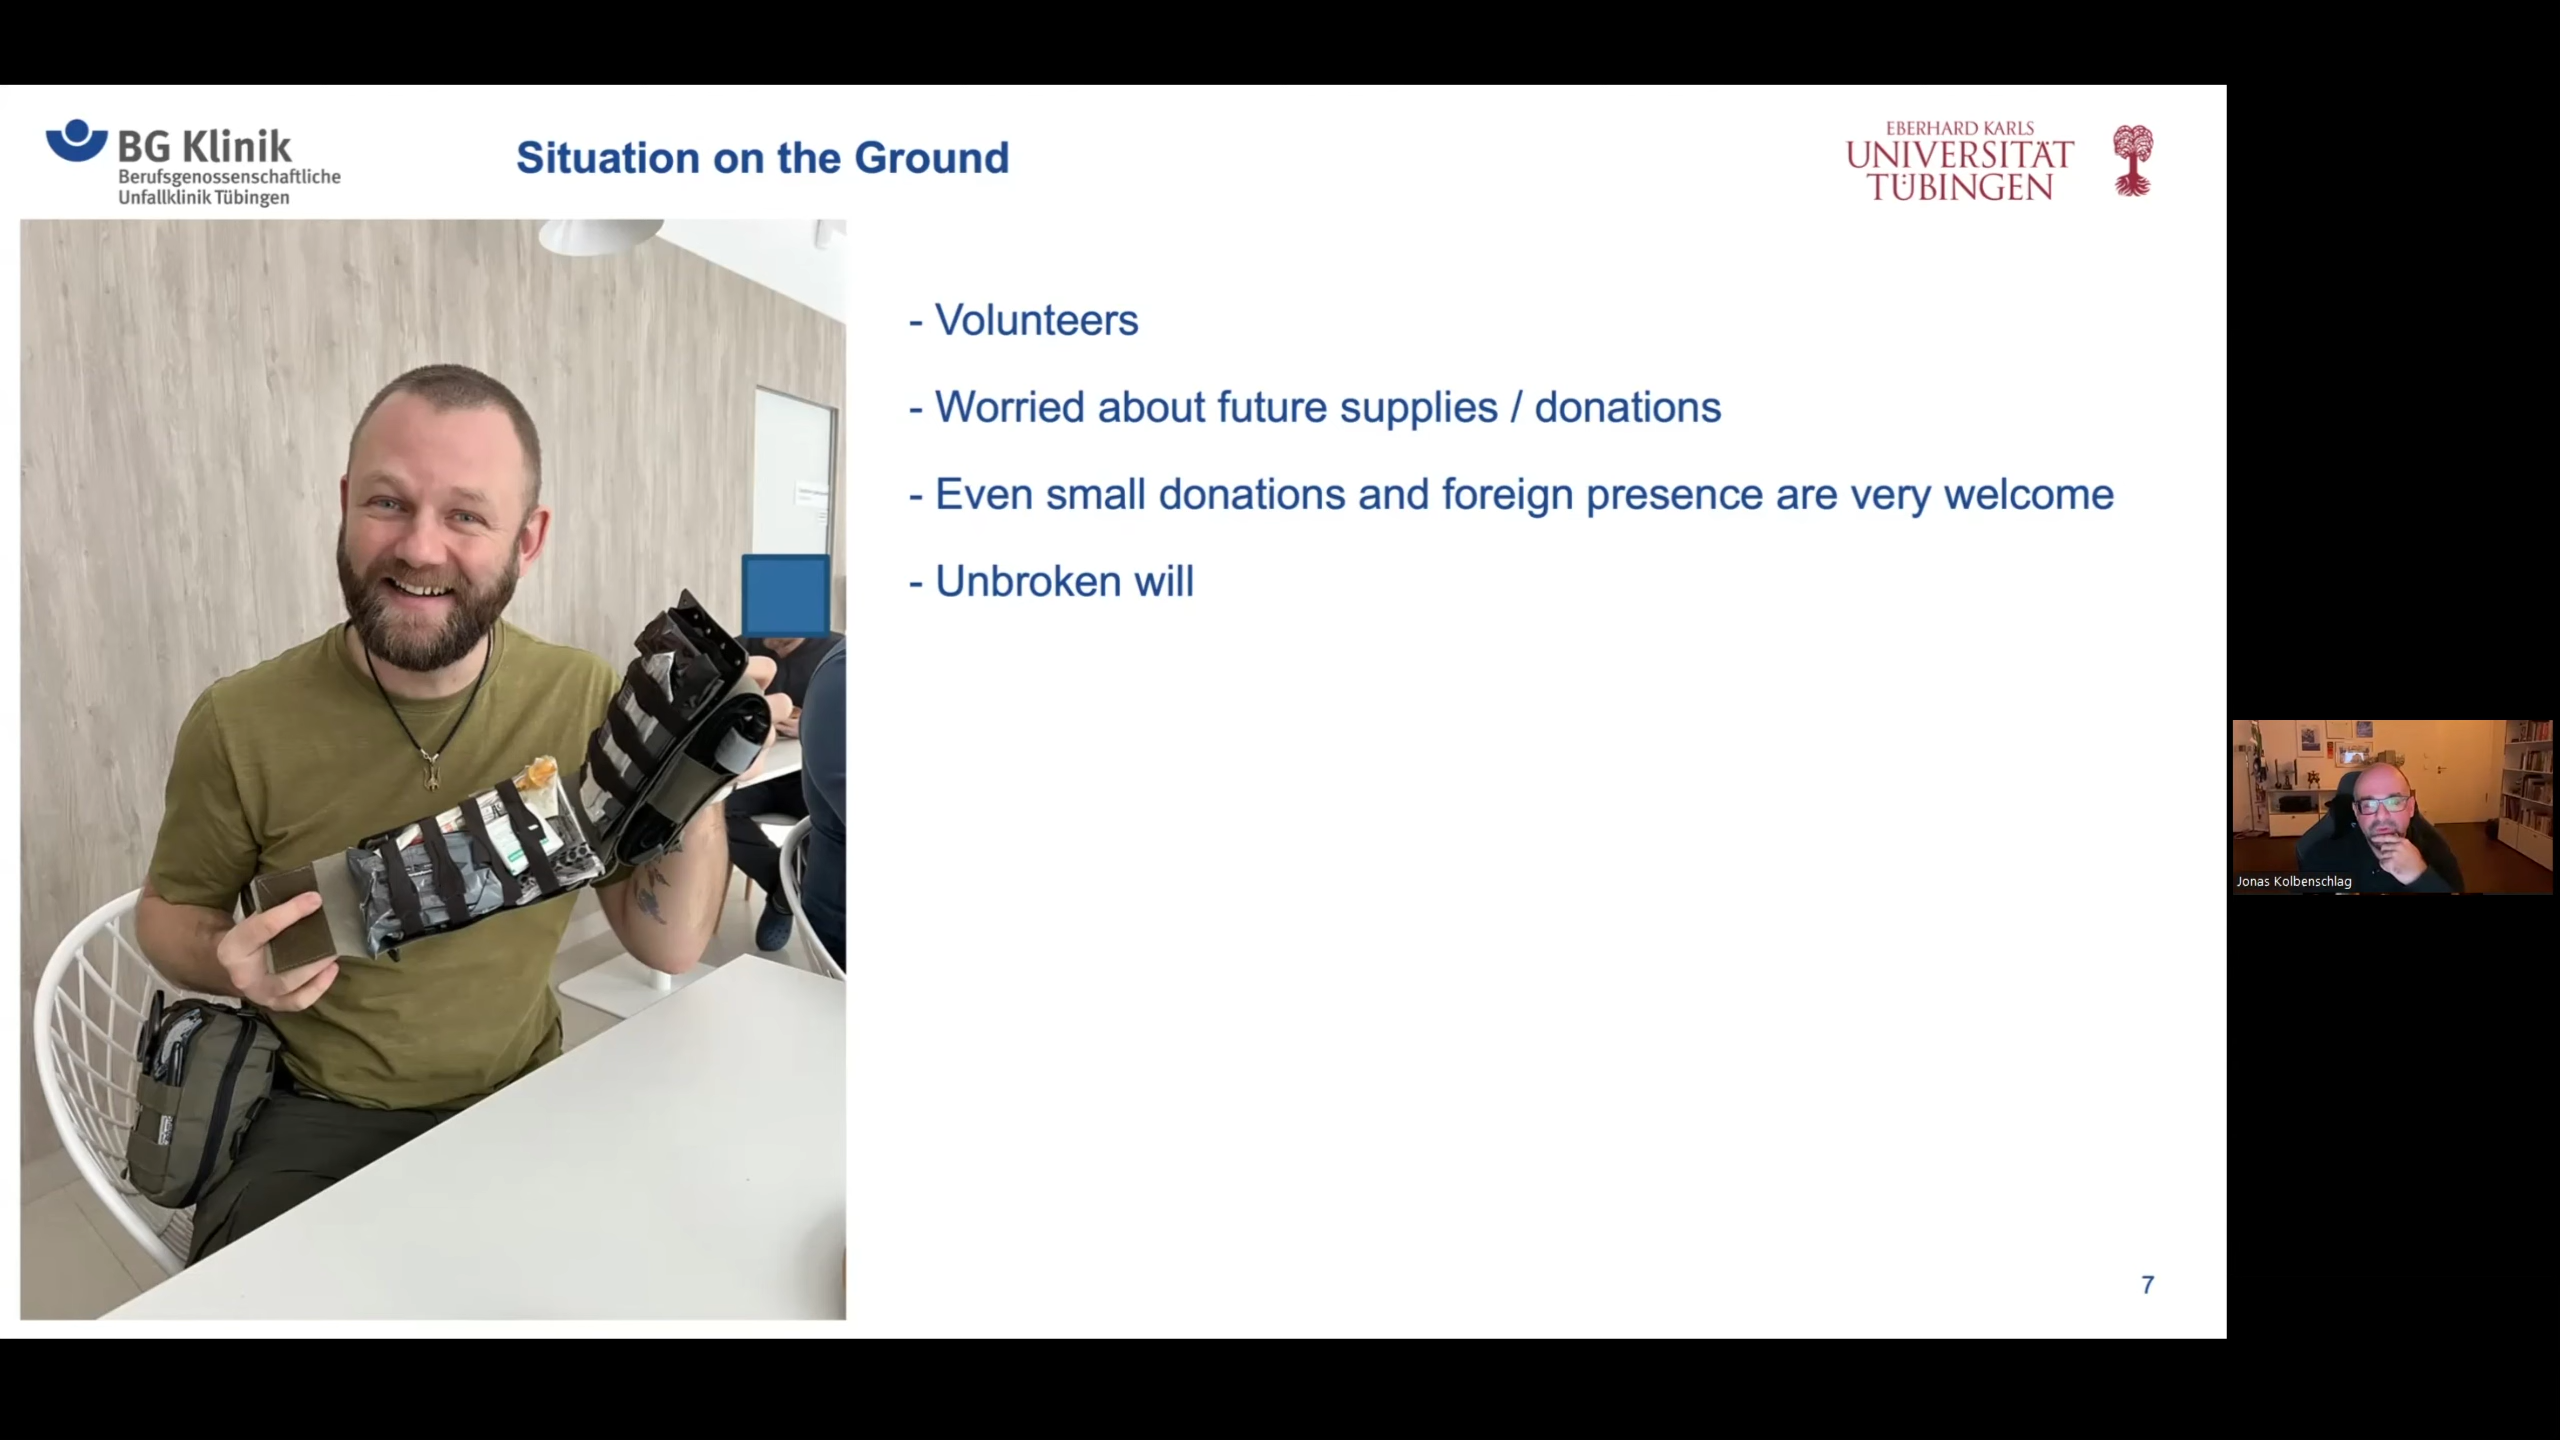 BG Klinik
Berufsgenossenschaftliche
Unfallklinik Tübingen
Situation on the Ground
EBERHARD KARLS
UNIVERSITÄT
TÜBINGEN
- Volunteers
- Worried about future supplies / donations
- Even small donations and foreign presence are very welcome
- Unbroken will
Jonas Kolbenschlag
7